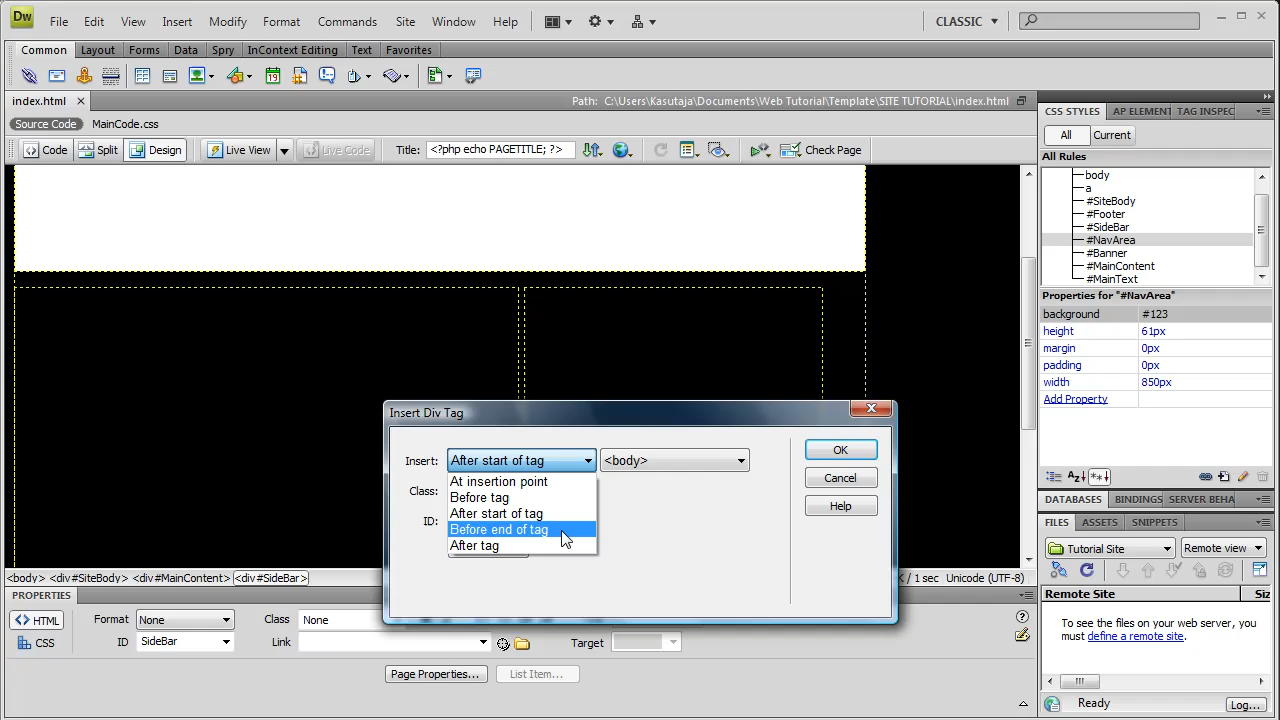 Dw File Edit View Insert Modify Format Commands Site Window Help CLASSIC
Common Layout Forms Data Spry InContext Editing Text Favorites
index.html Path: C:\Users\Kasutaja\Documents\Web Tutorial\Template\SITE TUTORIAL\index.html
Source Code MainCode.css
Code Split Design Live View Live Code Title: <?php echo PAGETITLE; ?> Check Page
CSS STYLES AP ELEMENT TAG INSPEC
All Current
All Rules
body
a
#SiteBody
#Footer
#SideBar
#NavArea
#Banner
#MainContent
#MainText
Properties for "#NavArea"
background #123
height 61px
margin 0px
padding 0px
width 850px
Add Property
Insert Div Tag
Insert: After start of tag <body> OK
At insertion point
Before tag
After start of tag
Before end of tag
After tag
Class:
ID:
Cancel
Help
DATABASES BINDINGS SERVER BEHA
FILES ASSETS SNIPPETS
Tutorial Site Remote view
Remote Site Siz
To see the files on your web server, you
must define a remote site.
Ready Log...
<body> <div#SiteBody> <div#MainContent> <div#SideBar> / 1 sec Unicode (UTF-8)
PROPERTIES
HTML Format None Class None
CSS ID SideBar Link Target
Page Properties... List Item...